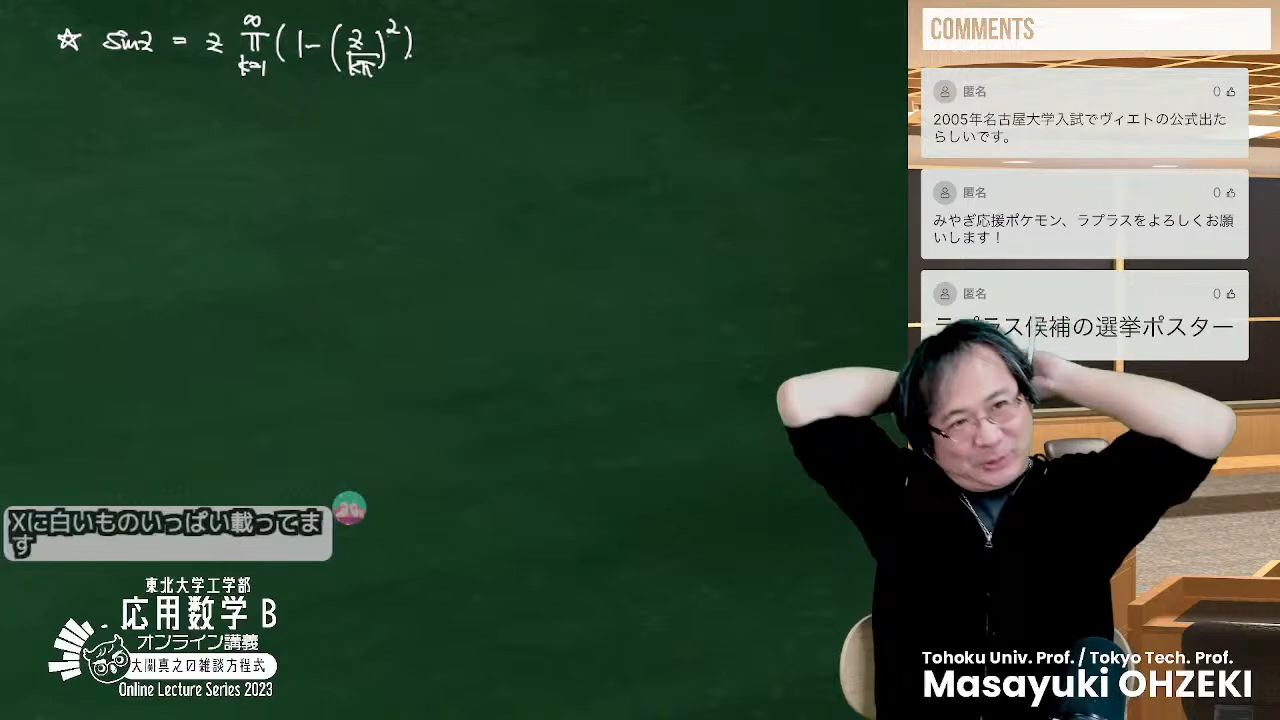 ☆ sin z = z ∞∏k=1 ( 1 - ( z/kπ )² ).
COMMENTS
匿名 0
2005年名古屋大学入試でヴィエトの公式出た
らしいです。
匿名 0
みやぎ応援ポケモン、ラプラスをよろしくお願
いします！
匿名 0
ラプラス候補の選挙ポスター
Xに白いものいっぱい載ってま
す
東北大学工学部
応用数学 B
オンライン講義
大関真之の雑談方程式
Online Lecture Series 2023
Tohoku Univ. Prof. / Tokyo Tech. Prof.
Masayuki OHZEKI